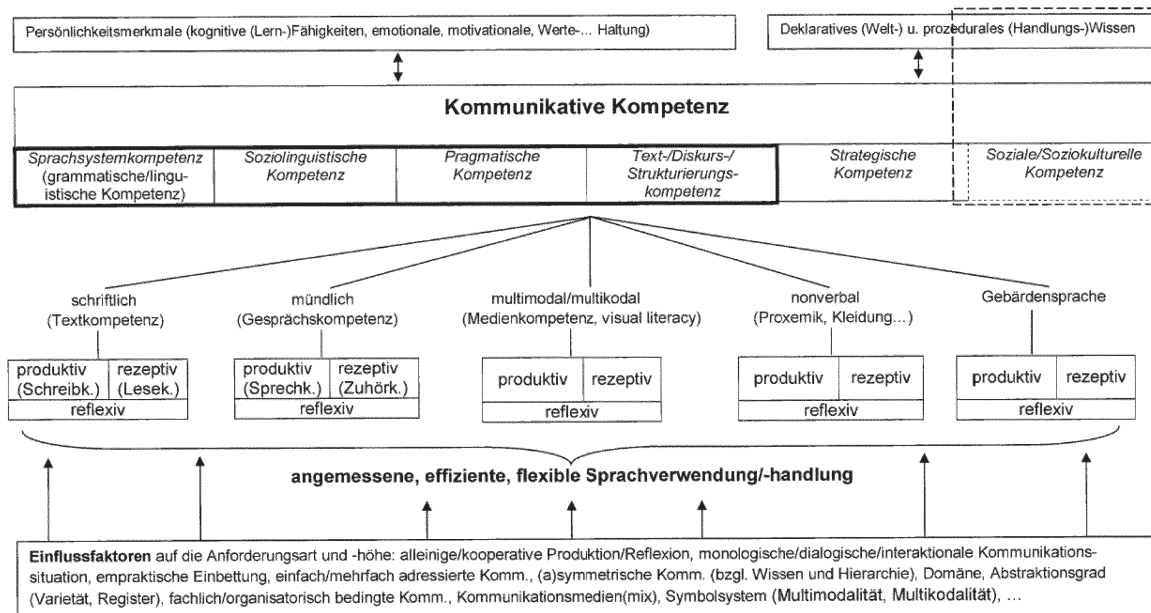 Persönlichkeitsmerkmale (kognitive (Lern-)Fähigkeiten, emotionale, motivationale, Werte-... Haltung)
Deklaratives (Welt-) u. prozedurales (Handlungs-)Wissen
Kommunikative Kompetenz
Sprachsystemkompetenz
(grammatische/lingu-
istische Kompetenz)
Soziolinguistische
Kompetenz
Pragmatische
Kompetenz
Text-/Diskurs-/
Strukturierungs-
kompetenz
Strategische
Kompetenz
Soziale/Soziokulturelle
Kompetenz
schriftlich
(Textkompetenz)
mündlich
(Gesprächskompetenz)
multimodal/multikodal
(Medienkompetenz, visual literacy)
nonverbal
(Proxemik, Kleidung...)
Gebärdensprache
produktiv
(Schreibk.)
rezeptiv
(Lesek.)
reflexiv
produktiv
(Sprechk.)
rezeptiv
(Zuhörk.)
reflexiv
produktiv
rezeptiv
reflexiv
produktiv
rezeptiv
reflexiv
produktiv
rezeptiv
reflexiv
angemessene, effiziente, flexible Sprachverwendung/-handlung
Einflussfaktoren auf die Anforderungsart und -höhe: alleinige/kooperative Produktion/Reflexion, monologische/dialogische/interaktionale Kommunikations-
situation, empraktische Einbettung, einfach/mehrfach adressierte Komm., (a)symmetrische Komm. (bzgl. Wissen und Hierarchie), Domäne, Abstraktionsgrad
(Varietät, Register), fachlich/organisatorisch bedingte Komm., Kommunikationsmedien(mix), Symbolsystem (Multimodalität, Multikodalität), ...